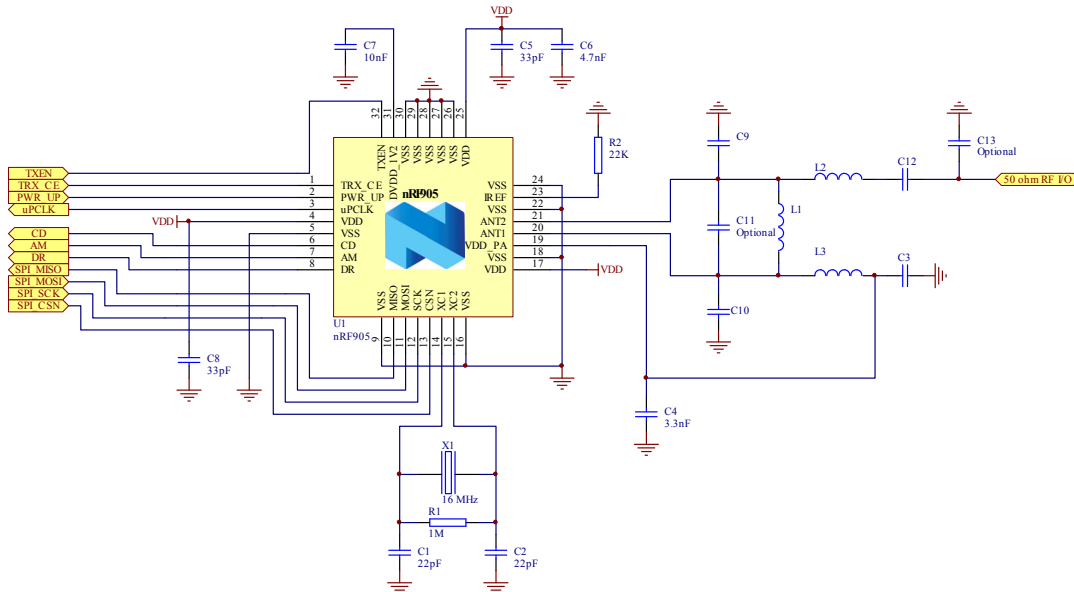 VDD
C7
10nF
C5
33pF
C6
4.7nF
32
31
30
29
28
27
26
25
TXEN
DVDD_1V2
VSS
VSS
VSS
VSS
VSS
VDD
R2
22K
C9
C13
Optional
L2
C12
50 ohm RF I/O
C11
Optional
L1
L3
C3
C10
C4
3.3nF
TXEN
TRX_CE
PWR_UP
uPCLK
CD
AM
DR
SPI_MISO
SPI_MOSI
SPI_SCK
SPI_CSN
VDD
C8
33pF
1
2
3
4
5
6
7
8
TRX_CE
PWR_UP
uPCLK
VDD
VSS
CD
AM
DR
nRF905
VSS
IREF
VSS
ANT2
ANT1
VDD_PA
VSS
VDD
24
23
22
21
20
19
18
17
VDD
VSS
MISO
MOSI
SCK
CSN
XC1
XC2
VSS
U1
nRF905
9
10
11
12
13
14
15
16
X1
16 MHz
R1
1M
C1
22pF
C2
22pF